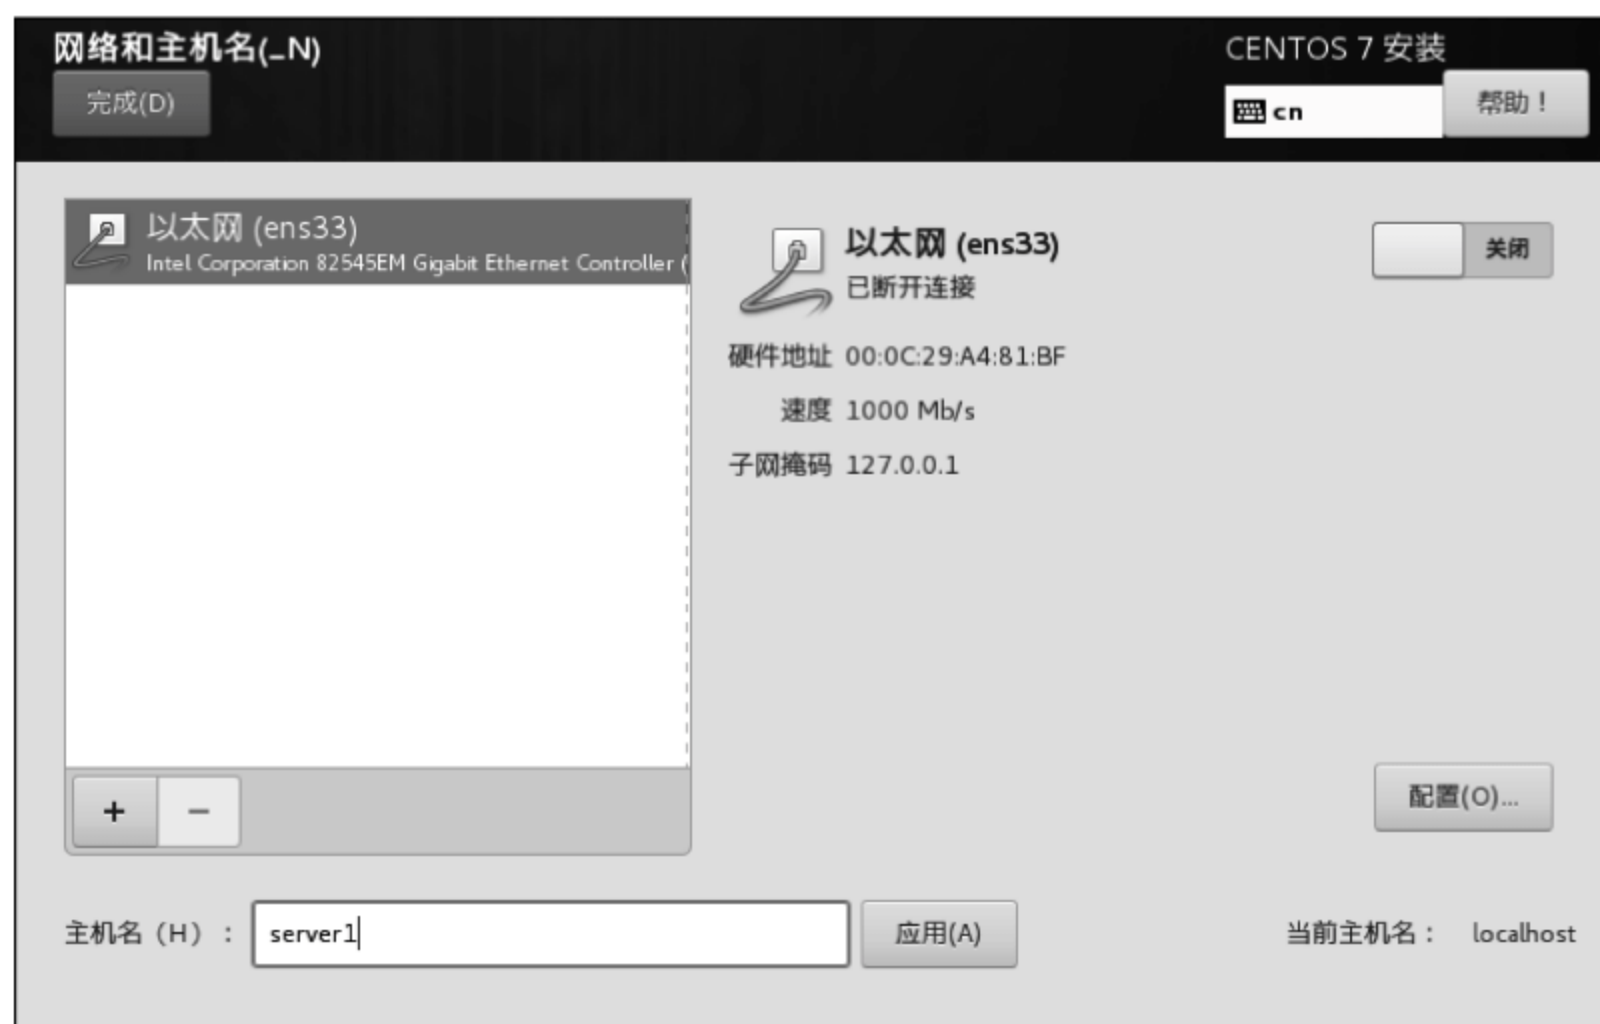 网络和主机名(_N)
CENTOS 7 安装
完成(D)
cn
帮助！
以太网 (ens33)
Intel Corporation 82545EM Gigabit Ethernet Controller (
以太网 (ens33)
已断开连接
关闭
硬件地址 00:0C:29:A4:81:BF
速度 1000 Mb/s
子网掩码 127.0.0.1
+ −
配置(O)...
主机名（H）： server1 应用(A) 当前主机名： localhost